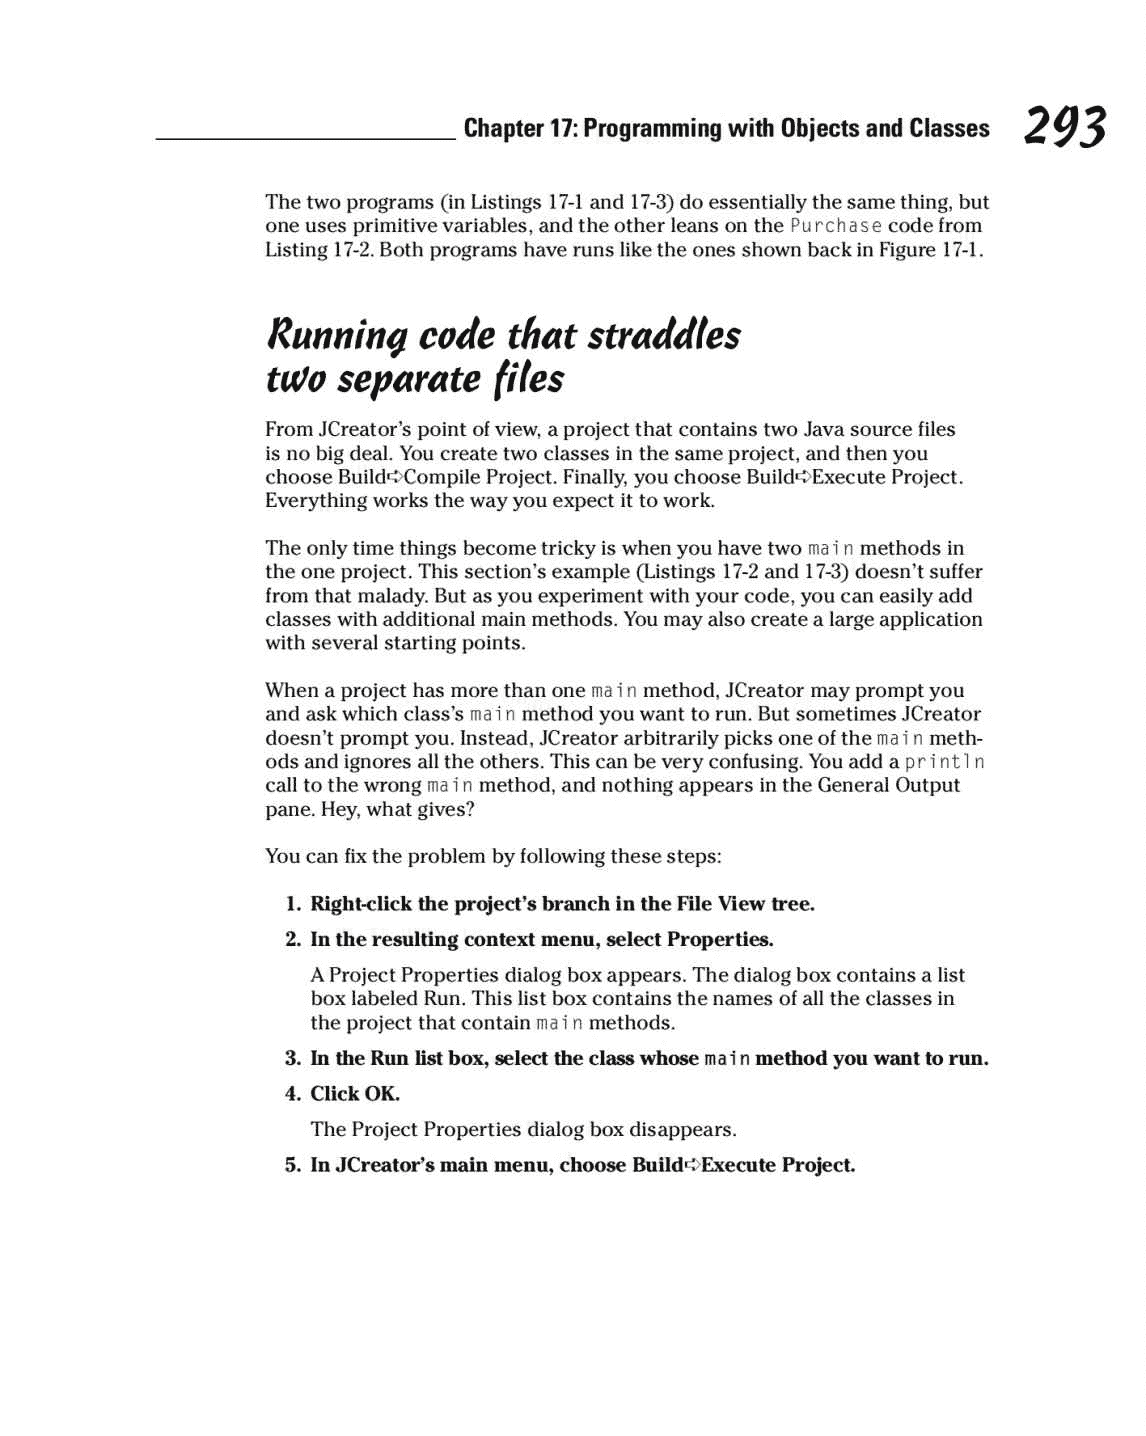 Chapter 17: Programming with Objects and Classes 293
The two programs (in Listings 17-1 and 17-3) do essentially the same thing, but
one uses primitive variables, and the other leans on the Purchase code from
Listing 17-2. Both programs have runs like the ones shown back in Figure 17-1.
Running code that straddles
two separate files
From JCreator’s point of view, a project that contains two Java source files
is no big deal. You create two classes in the same project, and then you
choose Build➪Compile Project. Finally, you choose Build➪Execute Project.
Everything works the way you expect it to work.
The only time things become tricky is when you have two main methods in
the one project. This section’s example (Listings 17-2 and 17-3) doesn’t suffer
from that malady. But as you experiment with your code, you can easily add
classes with additional main methods. You may also create a large application
with several starting points.
When a project has more than one main method, JCreator may prompt you
and ask which class’s main method you want to run. But sometimes JCreator
doesn’t prompt you. Instead, JCreator arbitrarily picks one of the main meth-
ods and ignores all the others. This can be very confusing. You add a println
call to the wrong main method, and nothing appears in the General Output
pane. Hey, what gives?
You can fix the problem by following these steps:
1. Right-click the project’s branch in the File View tree.
2. In the resulting context menu, select Properties.
A Project Properties dialog box appears. The dialog box contains a list
box labeled Run. This list box contains the names of all the classes in
the project that contain main methods.
3. In the Run list box, select the class whose main method you want to run.
4. Click OK.
The Project Properties dialog box disappears.
5. In JCreator’s main menu, choose Build➪Execute Project.